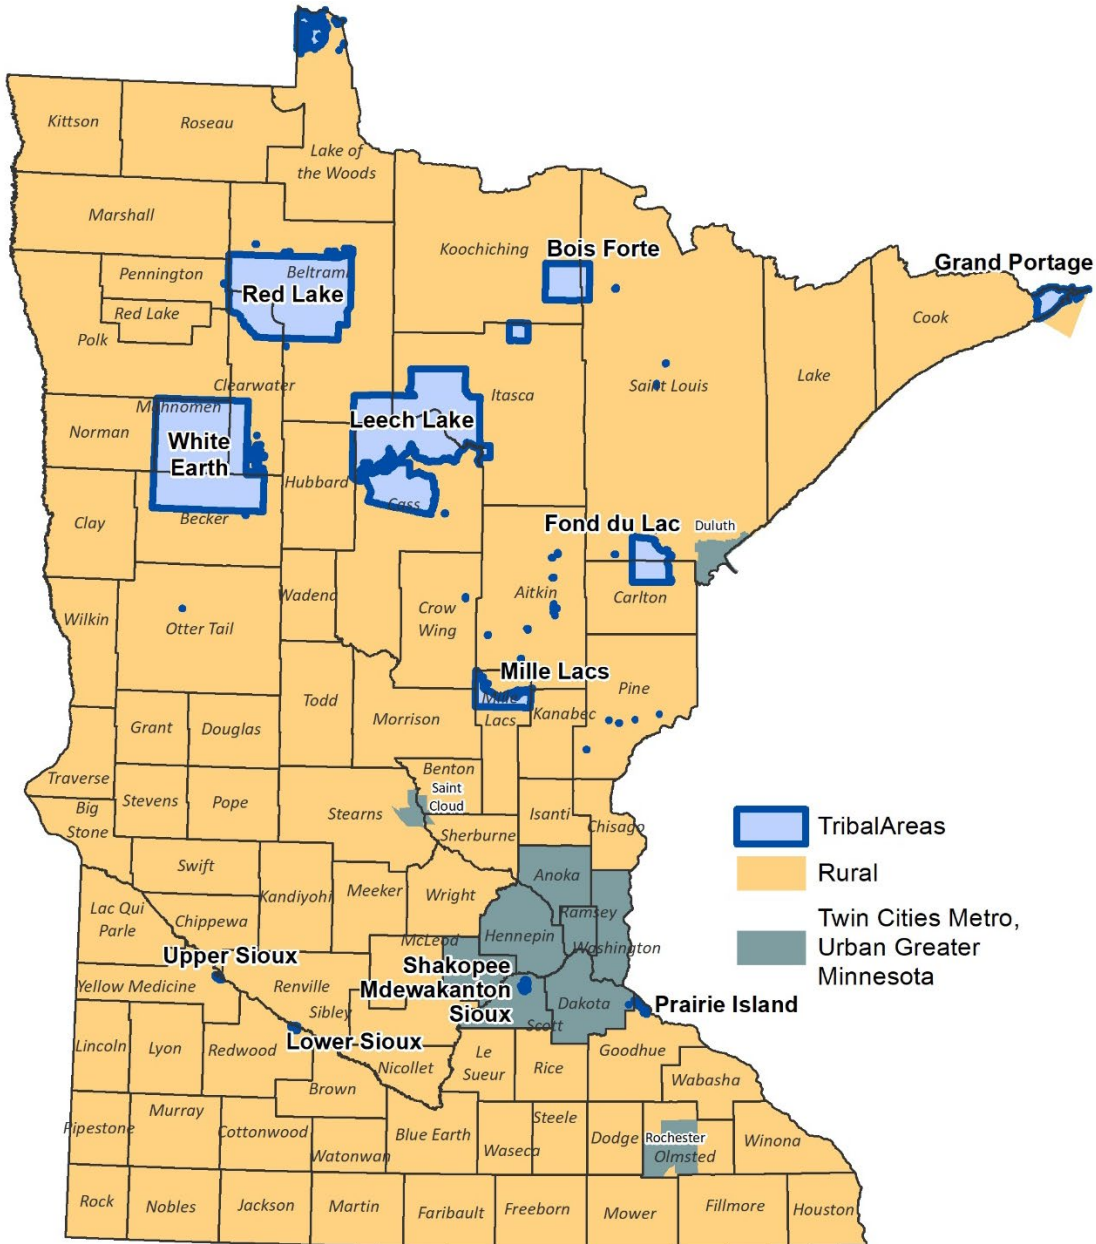 Kittson
Roseau
Lake of
the Woods
Marshall
Koochiching
Bois Forte
Grand Portage
Pennington
Beltrami
Red Lake
Red Lake
Polk
Cook
Clearwater
Saint Louis
Lake
Itasca
Mahnomen
Norman
Leech Lake
White
Earth
Hubbard
Cass
Clay
Becker
Fond du Lac
Duluth
Wadena
Aitkin
Carlton
Crow
Wing
Wilkin
Otter Tail
Mille Lacs
Pine
Todd
Morrison
Mille
Lacs
Kanabec
Grant
Douglas
Traverse
Benton
Saint
Cloud
Big
Stone
Stevens
Pope
Stearns
Isanti
Chisago
TribalAreas
Sherburne
Swift
Rural
Anoka
Kandiyohi
Meeker
Wright
Lac Qui
Parle
Chippewa
Ramsey
Hennepin
Washington
Twin Cities Metro,
Urban Greater
Minnesota
McLeod
Upper Sioux
Shakopee
Mdewakanton
Sioux
Yellow Medicine
Renville
Dakota
Prairie Island
Sibley
Scott
Lower Sioux
Lincoln
Lyon
Redwood
Nicollet
Le
Sueur
Rice
Goodhue
Wabasha
Brown
Murray
Pipestone
Cottonwood
Watonwan
Blue Earth
Waseca
Steele
Dodge
Rochester
Olmsted
Winona
Rock
Nobles
Jackson
Martin
Faribault
Freeborn
Mower
Fillmore
Houston